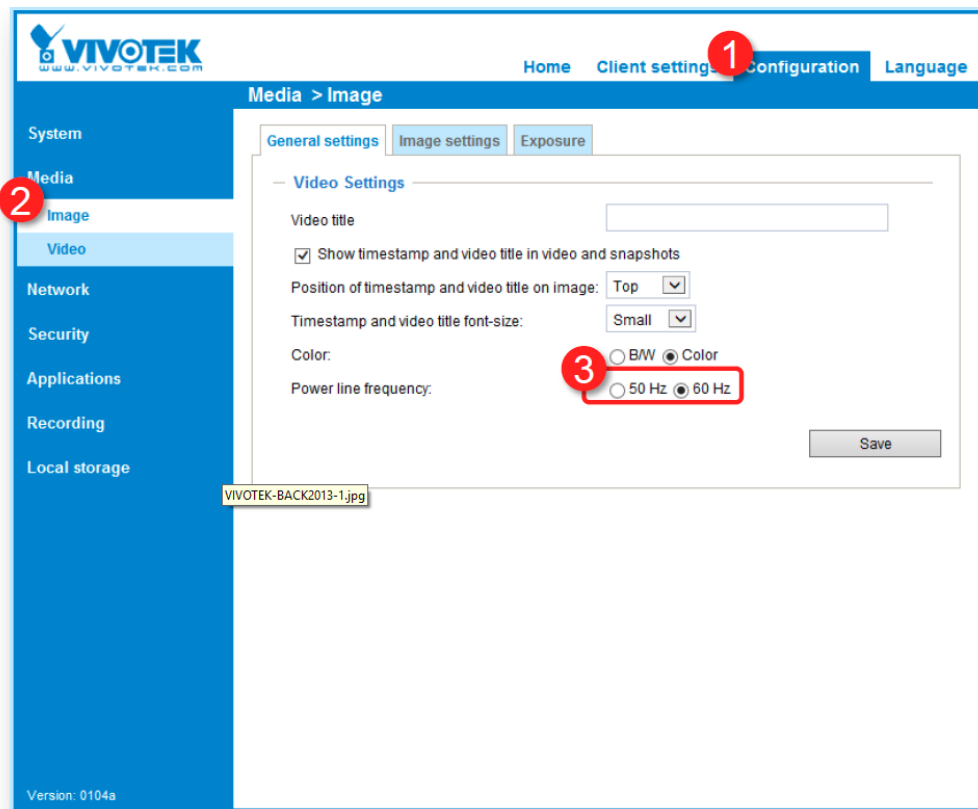 VIVOTEK
WWW.VIVOTEK.COM
Home Client settings 1 Configuration Language
Media > Image
System
Media
2
Image
Video
Network
Security
Applications
Recording
Local storage
General settings Image settings Exposure
Video Settings
Video title
Show timestamp and video title in video and snapshots
Position of timestamp and video title on image: Top
Timestamp and video title font-size: Small
Color: B/W Color
3
Power line frequency: 50 Hz 60 Hz
Save
VIVOTEK-BACK2013-1.jpg
Version: 0104a